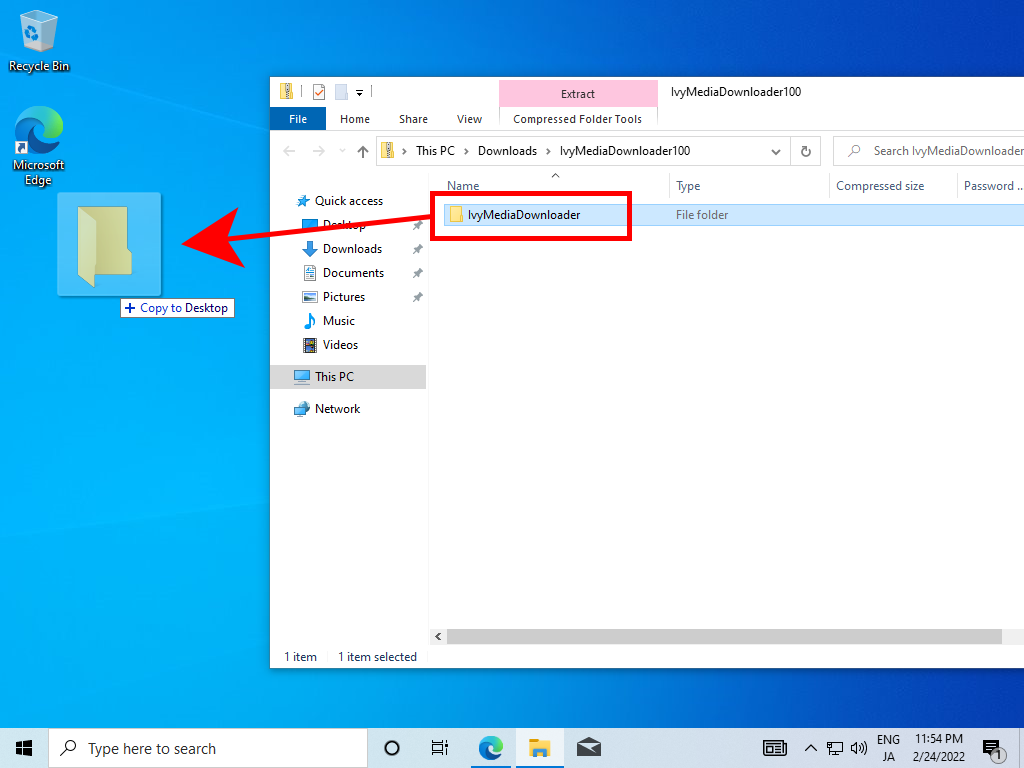 Recycle Bin
Microsoft
Edge
Copy to Desktop
Extract
IvyMediaDownloader100
File
Home
Share
View
Compressed Folder Tools
This PC
Downloads
IvyMediaDownloader100
Search IvyMediaDownloader
Name
Type
Compressed size
Password ...
Quick access
Desktop
Downloads
Documents
Pictures
Music
Videos
This PC
Network
IvyMediaDownloader
File folder
1 item
1 item selected
Type here to search
ENG
JA
11:54 PM
2/24/2022
1